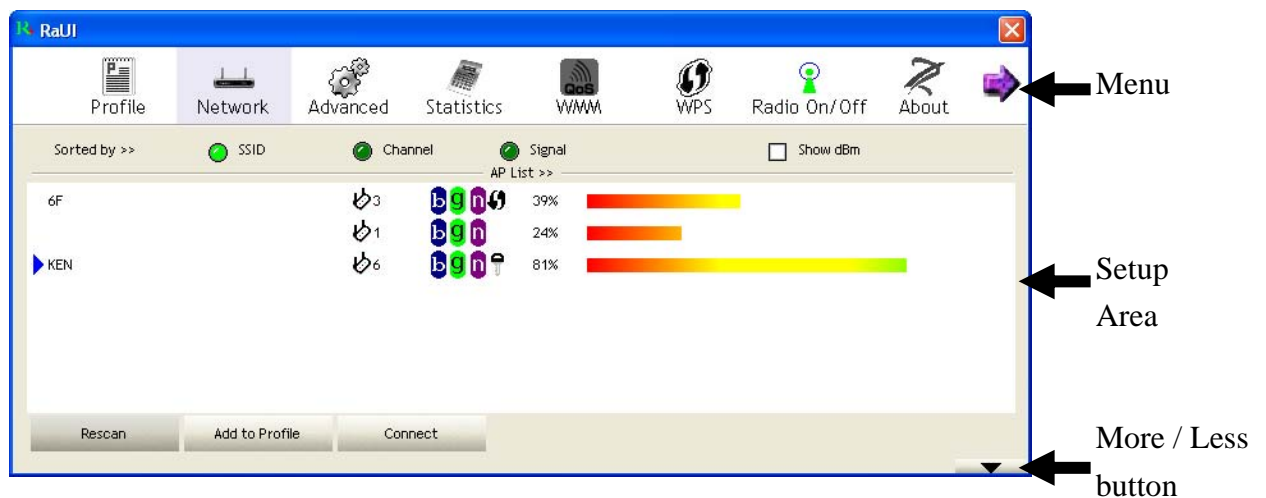 RaUI
Profile Network Advanced Statistics WMM WPS Radio On/Off About
QoS
Menu
Sorted by >> SSID Channel Signal Show dBm
AP List >>
6F 3 b g n 39%
1 b g n 24%
KEN 6 b g n 81%
Setup
Area
Rescan Add to Profile Connect
More / Less
button